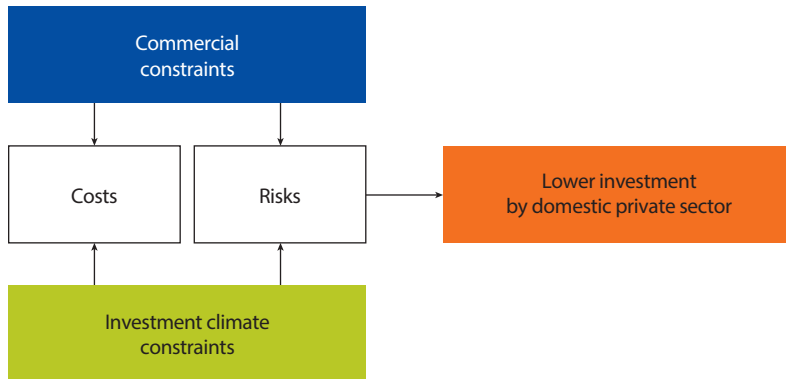 Commercial
constraints
Costs
Risks
Lower investment
by domestic private sector
Investment climate
constraints